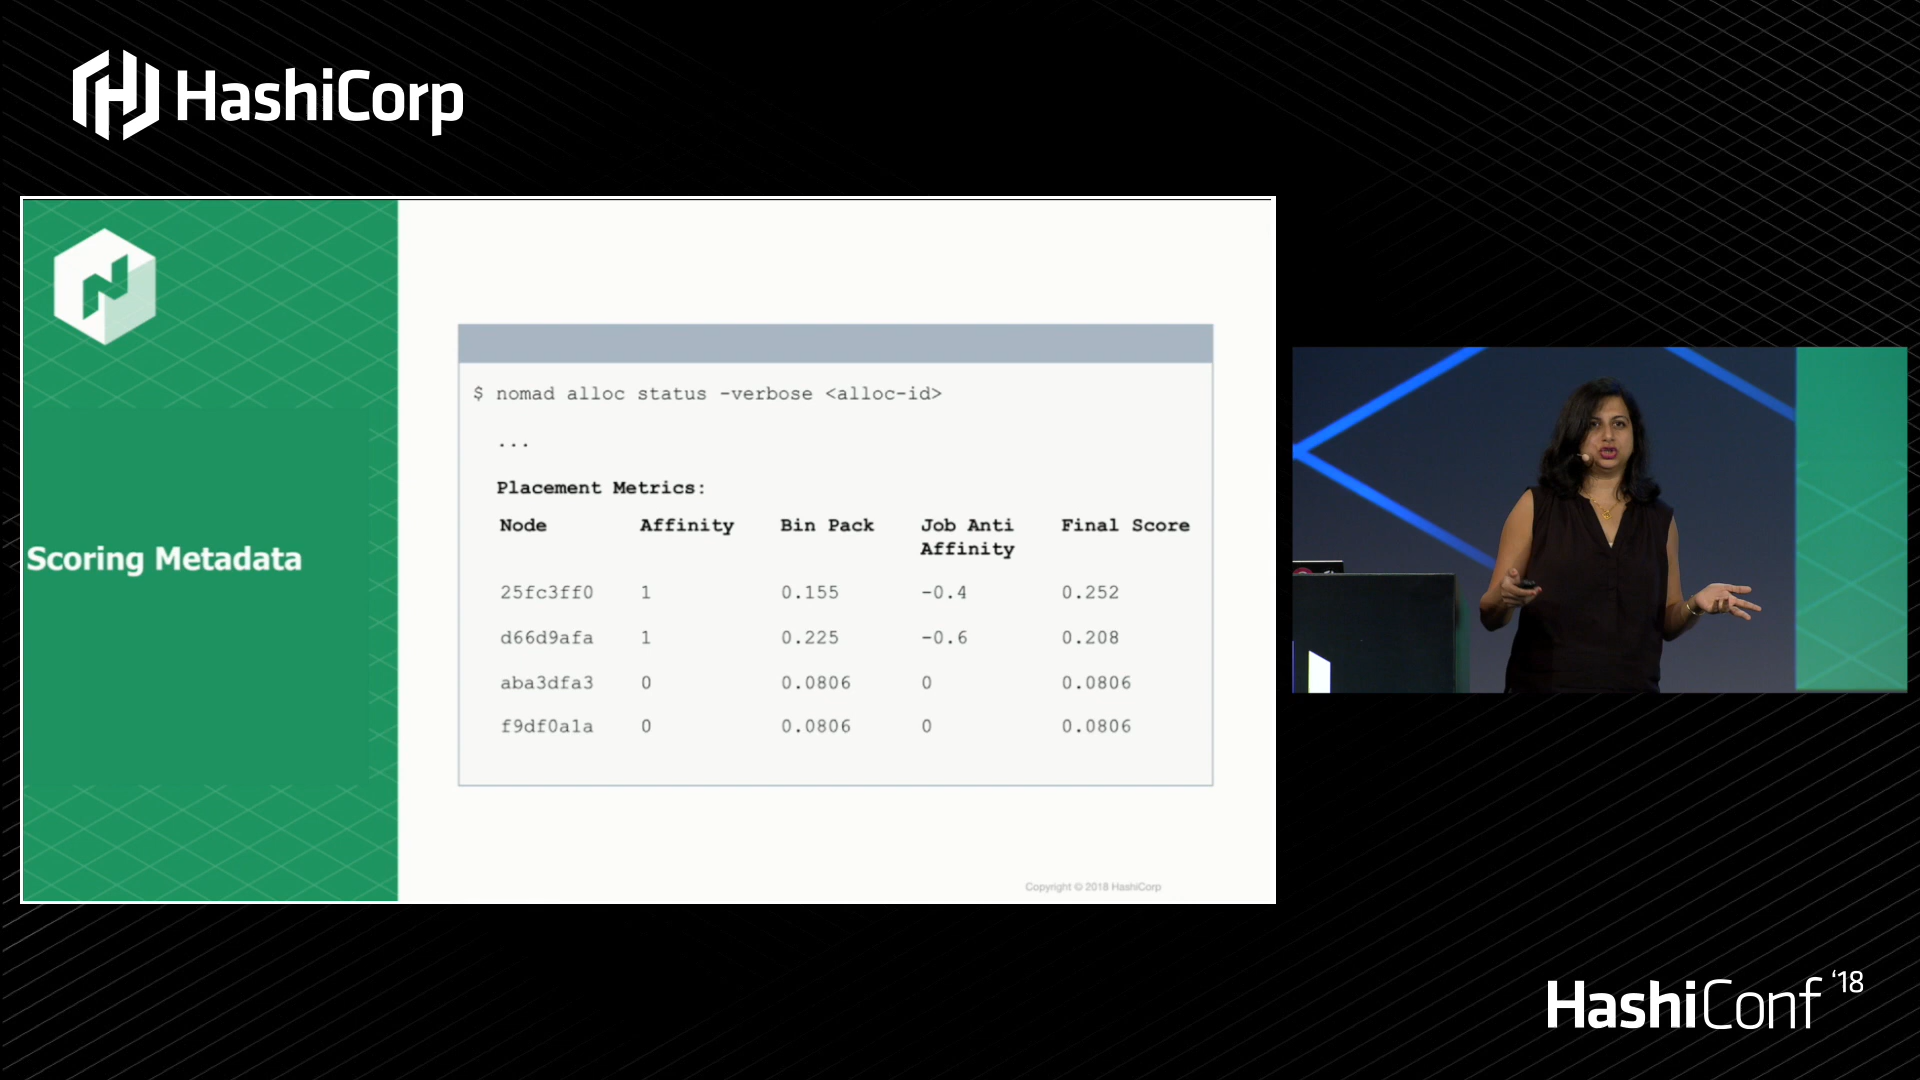 HashiCorp
Scoring Metadata
$ nomad alloc status -verbose <alloc-id>
...
Placement Metrics:
Node Affinity Bin Pack Job Anti Affinity Final Score
25fc3ff0 1 0.155 -0.4 0.252
d66d9afa 1 0.225 -0.6 0.208
aba3dfa3 0 0.0806 0 0.0806
f9df0a1a 0 0.0806 0 0.0806
Copyright © 2018 HashiCorp
HashiConf '18